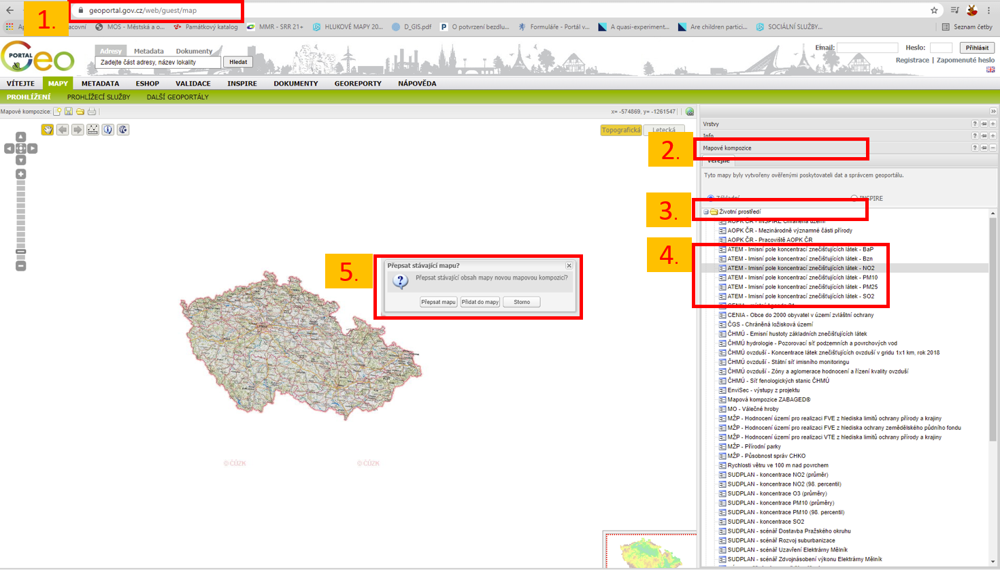 1.
geoportal.gov.cz/web/guest/map
Ap
covní
MOS - Městská a o...
Památkový katalog
MMR - SRR 21+
HLUKOVÉ MAPY 20...
D_GIS.pdf
O potvrzení bezdlu...
Formuláře - Portál v...
A quasi-experiment...
Are children partici...
SOCIÁLNÍ SLUŽBY...
Seznam četby
PORTAL
Geo
Adresy
Metadata
Dokumenty
Zadejte část adresy, název lokality
Hledat
Email:
Heslo:
Přihlásit
Registrace | Zapomenuté heslo
VÍTEJTE
MAPY
METADATA
ESHOP
VALIDACE
INSPIRE
DOKUMENTY
GEOREPORTY
NÁPOVĚDA
PROHLÍŽENÍ
PROHLÍŽECÍ SLUŽBY
DALŠÍ GEOPORTÁLY
Mapové kompozice:
x= -574869, y= -1261547
Topografická
Letecká
Vrstvy
Info
2.
Mapové kompozice
Veřejné
Tyto mapy byly vytvořeny ověřenými poskytovateli dat a správcem geoportálu.
Základní
INSPIRE
3.
Životní prostředí
AOPK ČR - INSPIRE Chráněná území
AOPK ČR - Mezinárodně významné části přírody
AOPK ČR - Pracoviště AOPK ČR
4.
ATEM - Imisní pole koncentrací znečišťujících látek - BaP
ATEM - Imisní pole koncentrací znečišťujících látek - Bzn
ATEM - Imisní pole koncentrací znečišťujících látek - NO2
ATEM - Imisní pole koncentrací znečišťujících látek - PM10
ATEM - Imisní pole koncentrací znečišťujících látek - PM25
ATEM - Imisní pole koncentrací znečišťujících látek - SO2
CENIA - Obce do 2000 obyvatel v území zvláštní ochrany
ČGS - Chráněná ložisková území
ČHMÚ - Emisní hustoty základních znečišťujících látek
ČHMÚ hydrologie - Pozorovací síť podzemních a povrchových vod
ČHMÚ ovzduší - Koncentrace látek znečišťujících ovzduší v gridu 1x1 km, rok 2018
ČHMÚ ovzduší - Státní síť imisního monitoringu
ČHMÚ ovzduší - Zóny a aglomerace hodnocení a řízení kvality ovzduší
ČHMÚ - Síť fenologických stanic ČHMÚ
EnviSec - výstupy z projektu
Mapová kompozice ZABAGED®
MO - Válečné hroby
MŽP - Hodnocení území pro realizaci FVE z hlediska limitů ochrany přírody a krajiny
MŽP - Hodnocení území pro realizaci FVE z hlediska ochrany zemědělského půdního fondu
MŽP - Hodnocení území pro realizaci VTE z hlediska limitů ochrany přírody a krajiny
MŽP - Přírodní parky
MŽP - Působnost správ CHKO
Rychlosti větru ve 100 m nad povrchem
SUDPLAN - koncentrace NO2 (průměr)
SUDPLAN - koncentrace NO2 (98. percentil)
SUDPLAN - koncentrace O3 (průměry)
SUDPLAN - koncentrace PM10 (průměry)
SUDPLAN - koncentrace PM10 (98. percentil)
SUDPLAN - koncentrace SO2
SUDPLAN - scénář Dostavba Pražského okruhu
SUDPLAN - scénář Rozvoj suburbanizace
SUDPLAN - scénář Uzavření Elektrárny Mělník
SUDPLAN - scénář Zdvojnásobení výkonu Elektrárny Mělník
5.
Přepsat stávající mapu?
Přepsat stávající obsah mapy novou mapovou kompozicí?
Přepsat mapu
Přidat do mapy
Storno
© ČÚZK
© ČÚZK